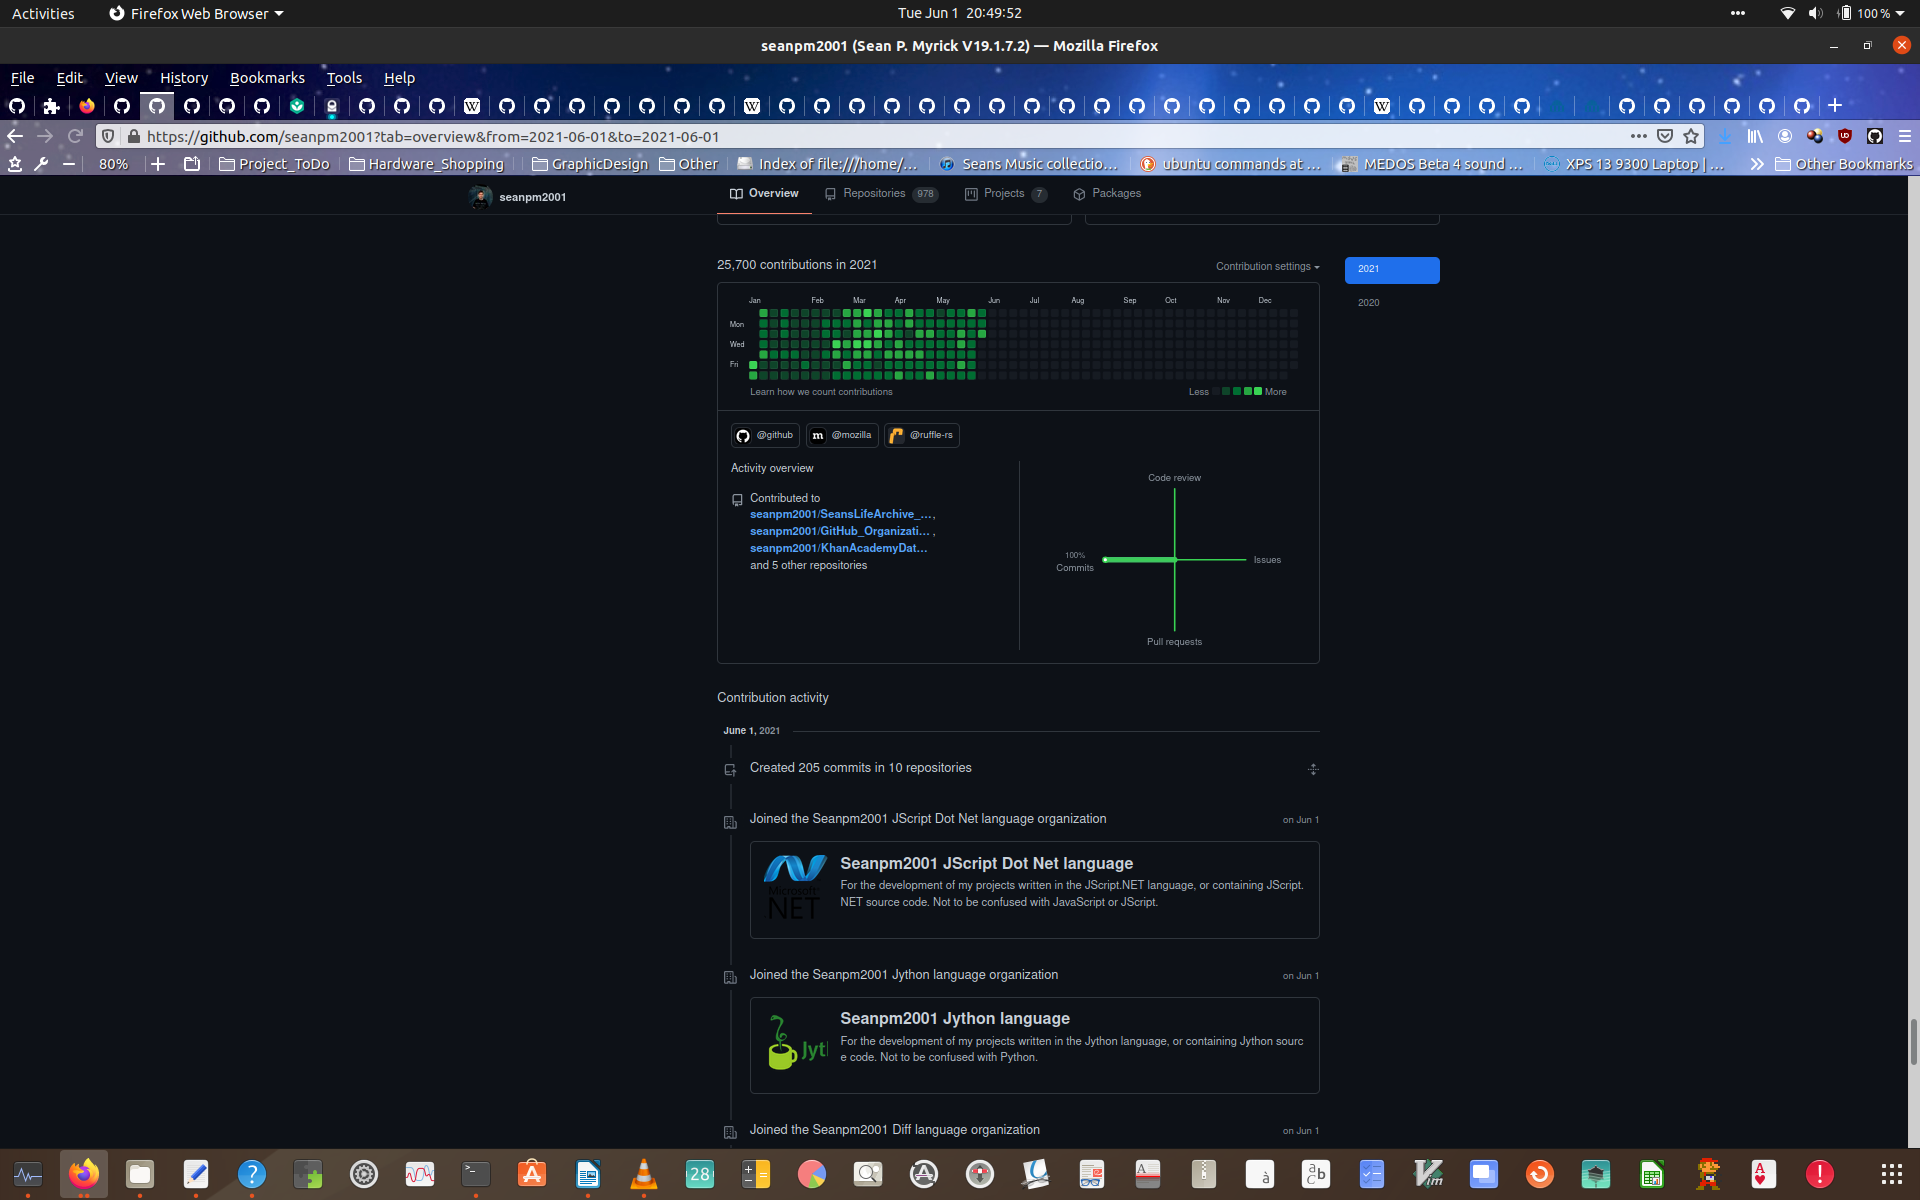 Activities
Firefox Web Browser
Tue Jun 1 20:49:52
100 %
seanpm2001 (Sean P. Myrick V19.1.7.2) — Mozilla Firefox
File Edit View History Bookmarks Tools Help
https://github.com/seanpm2001?tab=overview&from=2021-06-01&to=2021-06-01
80%
Project_ToDo
Hardware_Shopping
GraphicDesign
Other
Index of file:///home/...
Seans Music collectio...
ubuntu commands at ...
MEDOS Beta 4 sound ...
XPS 13 9300 Laptop | ...
Other Bookmarks
seanpm2001
Overview
Repositories 978
Projects 7
Packages
25,700 contributions in 2021
Contribution settings
2021
2020
Jan Feb Mar Apr May Jun Jul Aug Sep Oct Nov Dec
Mon
Wed
Fri
Learn how we count contributions
Less More
@github
@mozilla
@ruffle-rs
Activity overview
Contributed to
seanpm2001/SeansLifeArchive_...,
seanpm2001/GitHub_Organizati... ,
seanpm2001/KhanAcademyDat...
and 5 other repositories
Code review
100%
Commits
Issues
Pull requests
Contribution activity
June 1, 2021
Created 205 commits in 10 repositories
Joined the Seanpm2001 JScript Dot Net language organization
on Jun 1
Microsoft
NET
Seanpm2001 JScript Dot Net language
For the development of my projects written in the JScript.NET language, or containing JScript.
NET source code. Not to be confused with JavaScript or JScript.
Joined the Seanpm2001 Jython language organization
on Jun 1
Jyt
Seanpm2001 Jython language
For the development of my projects written in the Jython language, or containing Jython sourc
e code. Not to be confused with Python.
Joined the Seanpm2001 Diff language organization
on Jun 1
28